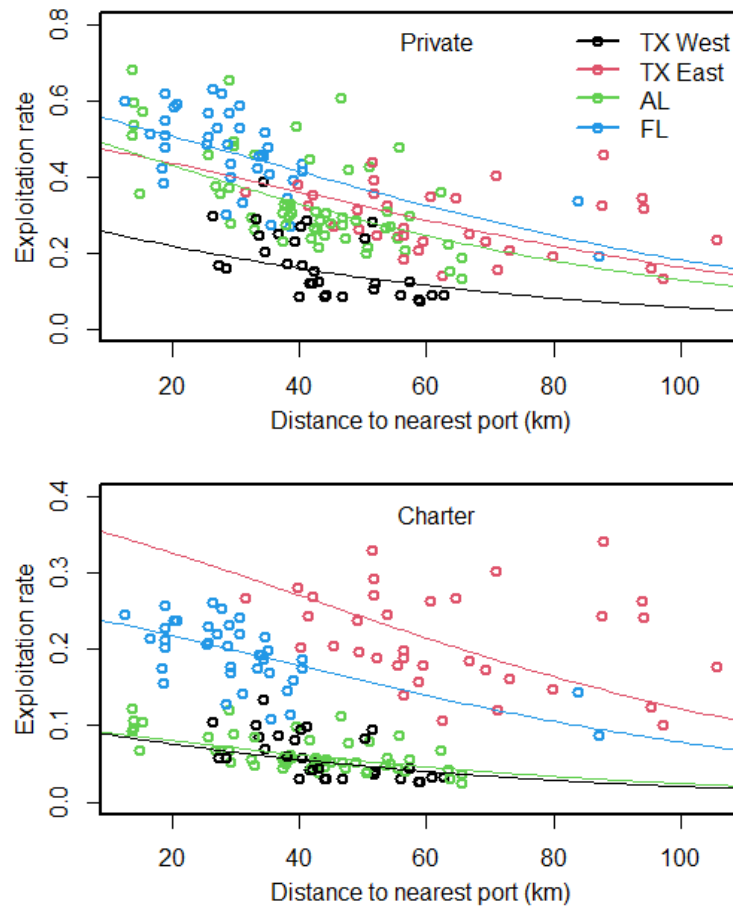 Private
TX West
TX East
AL
FL
Exploitation rate
0.8
0.6
0.4
0.2
0.0
20 40 60 80 100
Distance to nearest port (km)
Charter
Exploitation rate
0.4
0.3
0.2
0.1
0.0
20 40 60 80 100
Distance to nearest port (km)